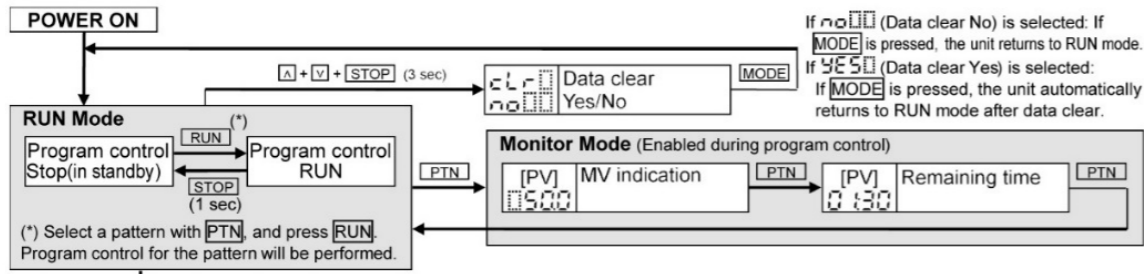 POWER ON
If no (Data clear No) is selected: If
MODE is pressed, the unit returns to RUN mode.
If YES (Data clear Yes) is selected:
If MODE is pressed, the unit automatically
returns to RUN mode after data clear.
∧ + ∨ + STOP (3 sec)
cLr Data clear
no Yes/No
MODE
RUN Mode
(*)
Program control
Stop(in standby)
RUN
STOP
(1 sec)
Program control
RUN
(*) Select a pattern with PTN, and press RUN.
Program control for the pattern will be performed.
PTN
Monitor Mode (Enabled during program control)
[PV] MV indication
50.0
PTN
[PV] Remaining time
01:30
PTN